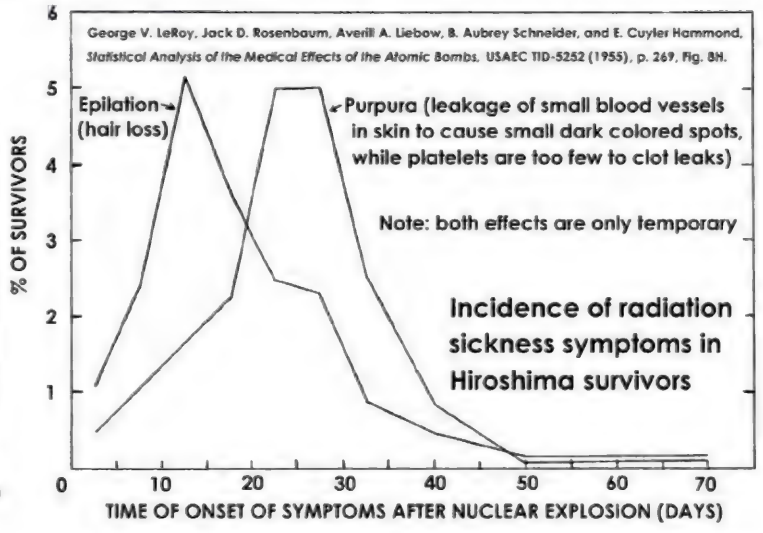 George V. LeRoy, Jack D. Rosenbaum, Averill A. Liebow, B. Aubrey Schneider, and E. Cuyler Hammond,
Statistical Analysis of the Medical Effects of the Atomic Bombs, USAEC TID-5252 (1955), p. 269, Fig. 8H.
Epilation
(hair loss)
Purpura (leakage of small blood vessels
in skin to cause small dark colored spots,
while platelets are too few to clot leaks)
Note: both effects are only temporary
Incidence of radiation
sickness symptoms in
Hiroshima survivors
% OF SURVIVORS
6
5
4
3
2
1
0 10 20 30 40 50 60 70
TIME OF ONSET OF SYMPTOMS AFTER NUCLEAR EXPLOSION (DAYS)